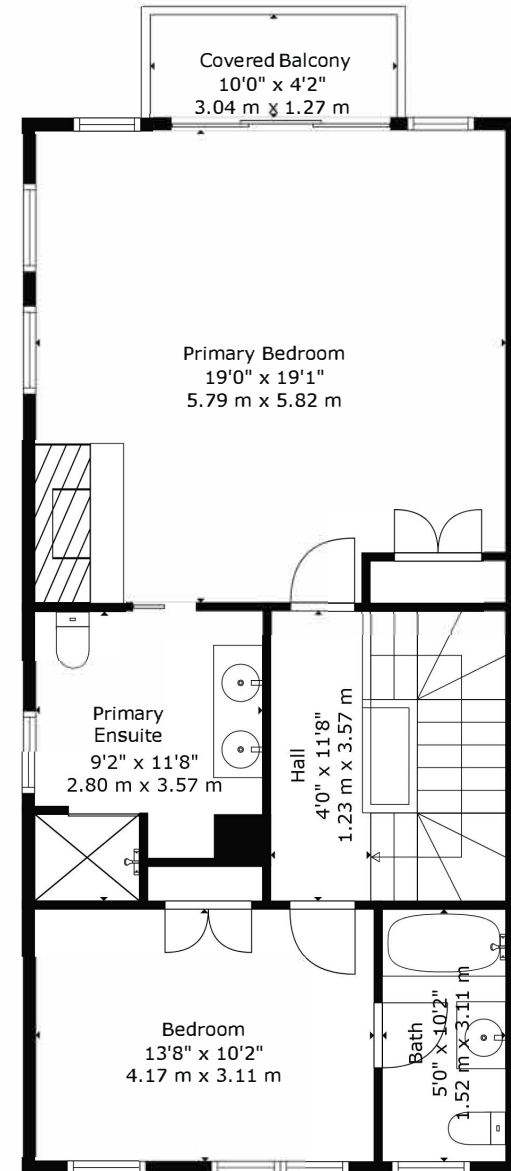 Covered Balcony
10'0" x 4'2"
3.04 m x 1.27 m
Primary Bedroom
19'0" x 19'1"
5.79 m x 5.82 m
Primary
Ensuite
9'2" x 11'8"
2.80 m x 3.57 m
Hall
4'0" x 11'8"
1.23 m x 3.57 m
Bedroom
13'8" x 10'2"
4.17 m x 3.11 m
Bath
5'0" x 10'2"
1.52 m x 3.11 m